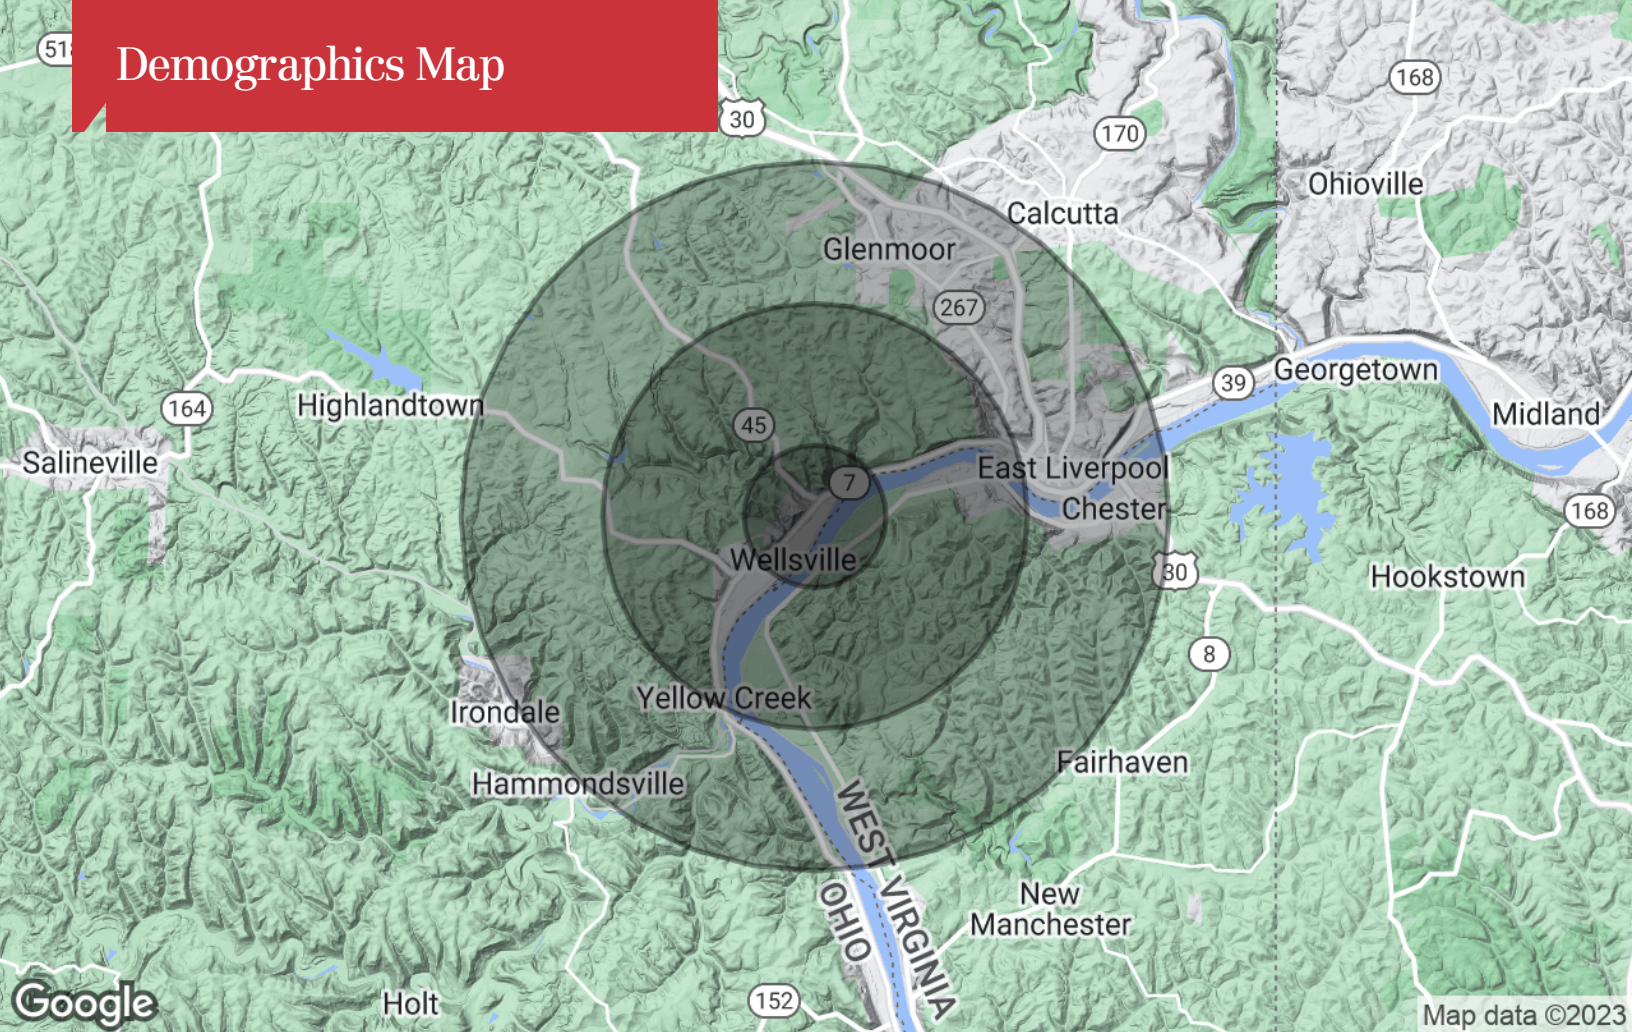 Demographics Map
518
30
168
170
Ohioville
Calcutta
Glenmoor
267
Georgetown
39
164
Highlandtown
Midland
45
Salineville
East Liverpool
7
Chester
168
Wellsville
30
Hookstown
8
Yellow Creek
Irondale
Fairhaven
Hammondsville
WEST VIRGINIA
OHIO
New
Manchester
Google
Holt
152
Map data ©2023